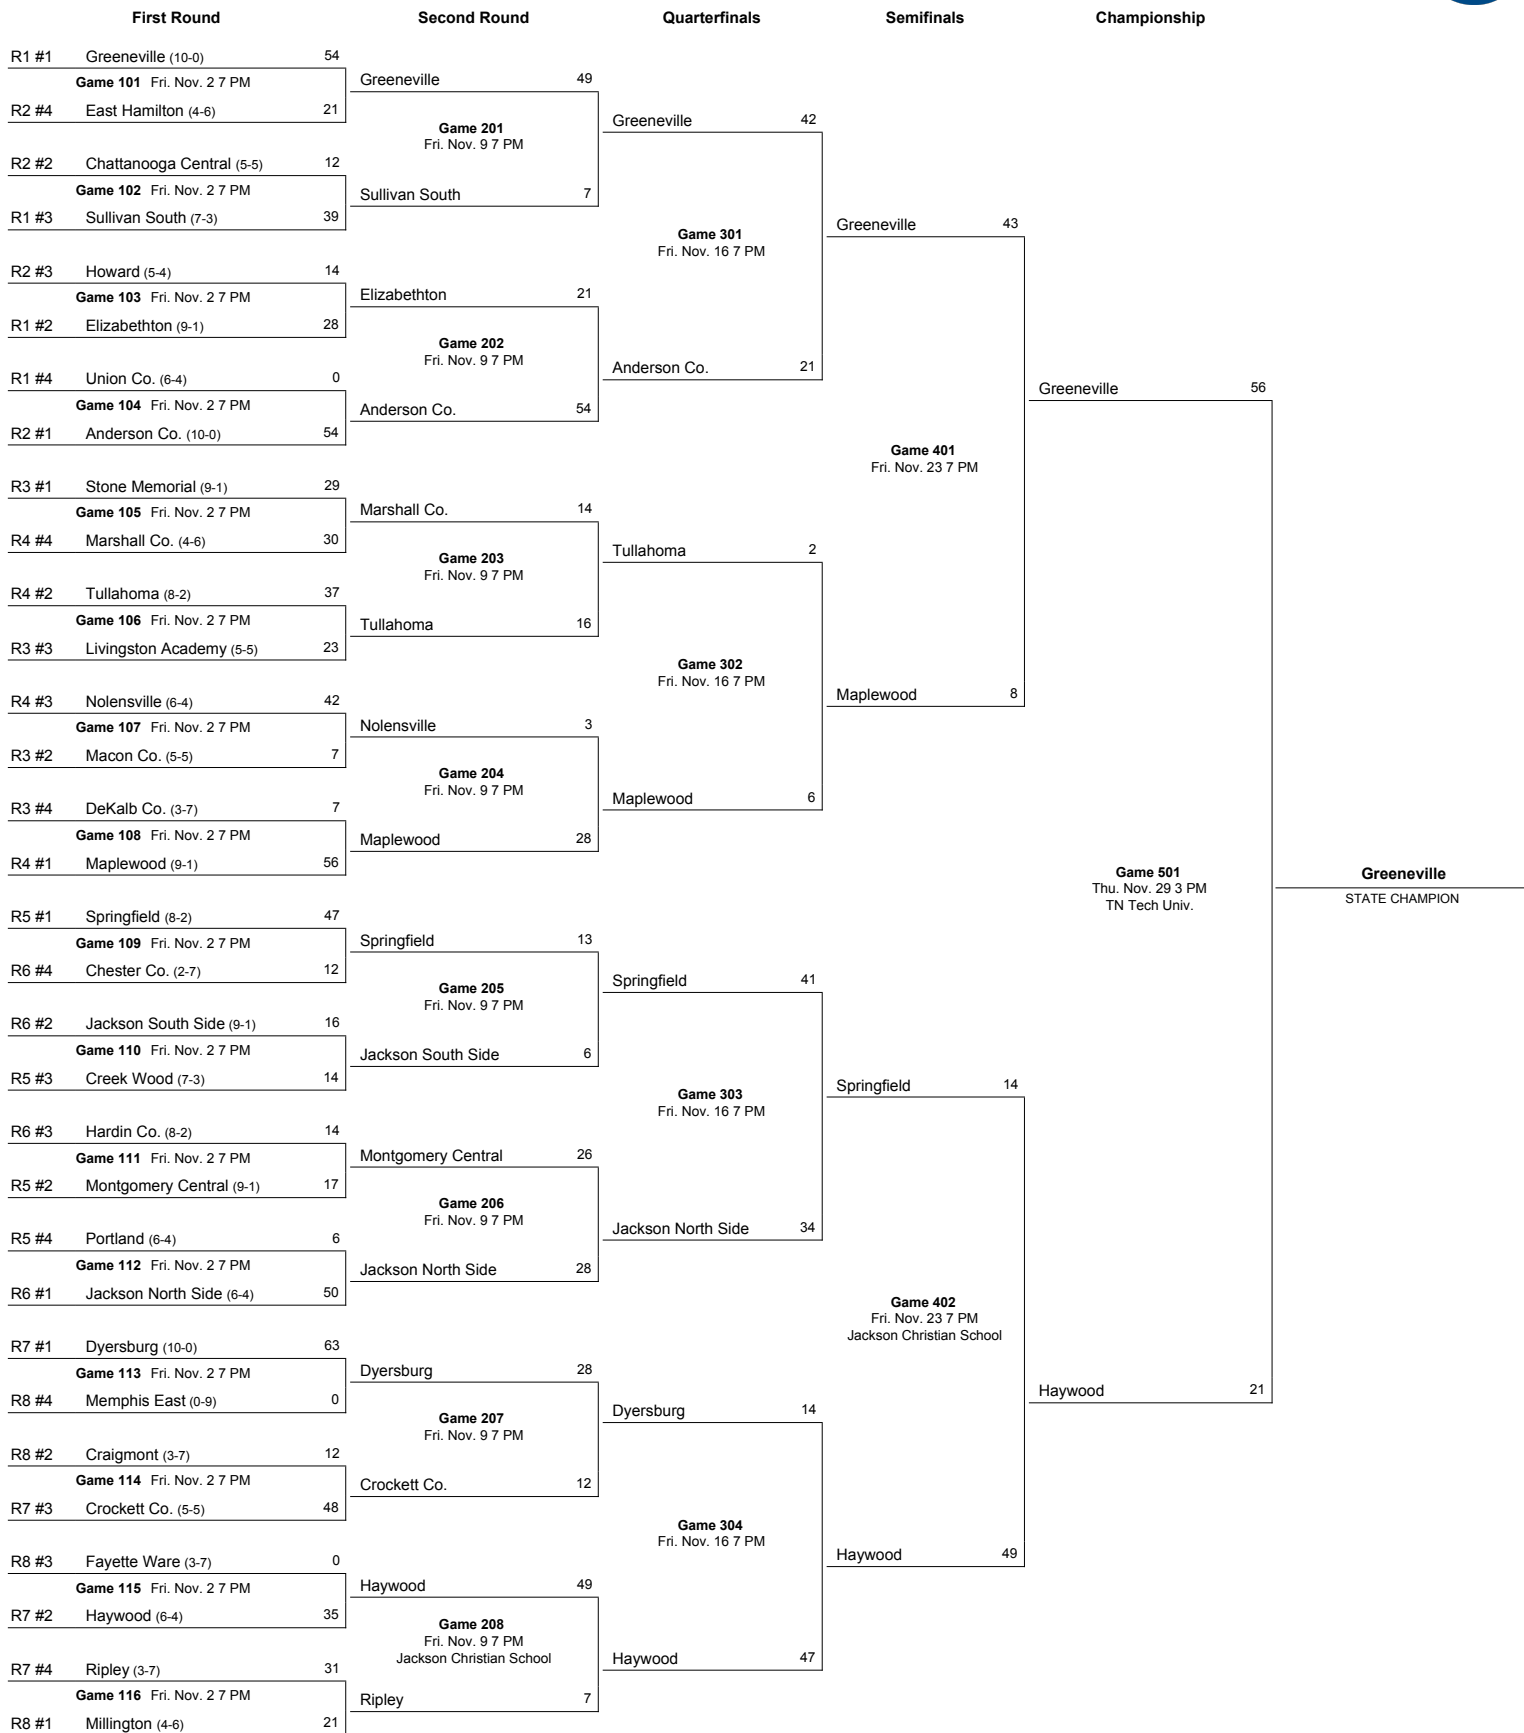 First Round Second Round Quarterfinals Semifinals Championship
R1 #1 Greeneville (10-0) 54
Game 101 Fri. Nov. 2 7 PM
R2 #4 East Hamilton (4-6) 21
R2 #2 Chattanooga Central (5-5) 12
Game 102 Fri. Nov. 2 7 PM
R1 #3 Sullivan South (7-3) 39
R2 #3 Howard (5-4) 14
Game 103 Fri. Nov. 2 7 PM
R1 #2 Elizabethton (9-1) 28
R1 #4 Union Co. (6-4) 0
Game 104 Fri. Nov. 2 7 PM
R2 #1 Anderson Co. (10-0) 54
R3 #1 Stone Memorial (9-1) 29
Game 105 Fri. Nov. 2 7 PM
R4 #4 Marshall Co. (4-6) 30
R4 #2 Tullahoma (8-2) 37
Game 106 Fri. Nov. 2 7 PM
R3 #3 Livingston Academy (5-5) 23
R4 #3 Nolensville (6-4) 42
Game 107 Fri. Nov. 2 7 PM
R3 #2 Macon Co. (5-5) 7
R3 #4 DeKalb Co. (3-7) 7
Game 108 Fri. Nov. 2 7 PM
R4 #1 Maplewood (9-1) 56
R5 #1 Springfield (8-2) 47
Game 109 Fri. Nov. 2 7 PM
R6 #4 Chester Co. (2-7) 12
R6 #2 Jackson South Side (9-1) 16
Game 110 Fri. Nov. 2 7 PM
R5 #3 Creek Wood (7-3) 14
R6 #3 Hardin Co. (8-2) 14
Game 111 Fri. Nov. 2 7 PM
R5 #2 Montgomery Central (9-1) 17
R5 #4 Portland (6-4) 6
Game 112 Fri. Nov. 2 7 PM
R6 #1 Jackson North Side (6-4) 50
R7 #1 Dyersburg (10-0) 63
Game 113 Fri. Nov. 2 7 PM
R8 #4 Memphis East (0-9) 0
R8 #2 Craigmont (3-7) 12
Game 114 Fri. Nov. 2 7 PM
R7 #3 Crockett Co. (5-5) 48
R8 #3 Fayette Ware (3-7) 0
Game 115 Fri. Nov. 2 7 PM
R7 #2 Haywood (6-4) 35
R7 #4 Ripley (3-7) 31
Game 116 Fri. Nov. 2 7 PM
R8 #1 Millington (4-6) 21
Greeneville 49
Game 201
Fri. Nov. 9 7 PM
Sullivan South 7
Elizabethton 21
Game 202
Fri. Nov. 9 7 PM
Anderson Co. 54
Marshall Co. 14
Game 203
Fri. Nov. 9 7 PM
Tullahoma 16
Nolensville 3
Game 204
Fri. Nov. 9 7 PM
Maplewood 28
Springfield 13
Game 205
Fri. Nov. 9 7 PM
Jackson South Side 6
Montgomery Central 26
Game 206
Fri. Nov. 9 7 PM
Jackson North Side 28
Dyersburg 28
Game 207
Fri. Nov. 9 7 PM
Crockett Co. 12
Haywood 49
Game 208
Fri. Nov. 9 7 PM
Jackson Christian School
Ripley 7
Greeneville 42
Game 301
Fri. Nov. 16 7 PM
Anderson Co. 21
Tullahoma 2
Game 302
Fri. Nov. 16 7 PM
Maplewood 6
Springfield 41
Game 303
Fri. Nov. 16 7 PM
Jackson North Side 34
Dyersburg 14
Game 304
Fri. Nov. 16 7 PM
Haywood 47
Greeneville 43
Game 401
Fri. Nov. 23 7 PM
Maplewood 8
Springfield 14
Game 402
Fri. Nov. 23 7 PM
Jackson Christian School
Haywood 49
Greeneville 56
Game 501
Thu. Nov. 29 3 PM
TN Tech Univ.
Haywood 21
Greeneville
STATE CHAMPION